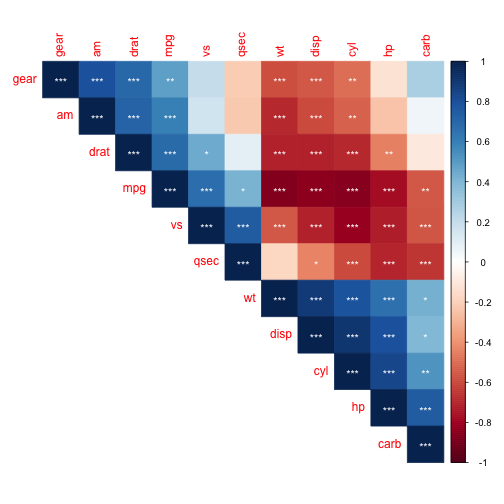 gear am drat mpg vs qsec wt disp cyl hp carb
gear *** *** *** ** *** *** ** 1
am *** *** *** *** *** ** 0.8
drat *** *** * *** *** *** ** 0.6
mpg *** *** * *** *** *** *** ** 0.4
vs *** *** *** *** *** *** *** 0.2
qsec *** * *** *** *** 0
wt *** *** *** *** * -0.2
disp *** *** *** * -0.4
cyl *** *** ** -0.6
hp *** *** -0.8
carb *** -1